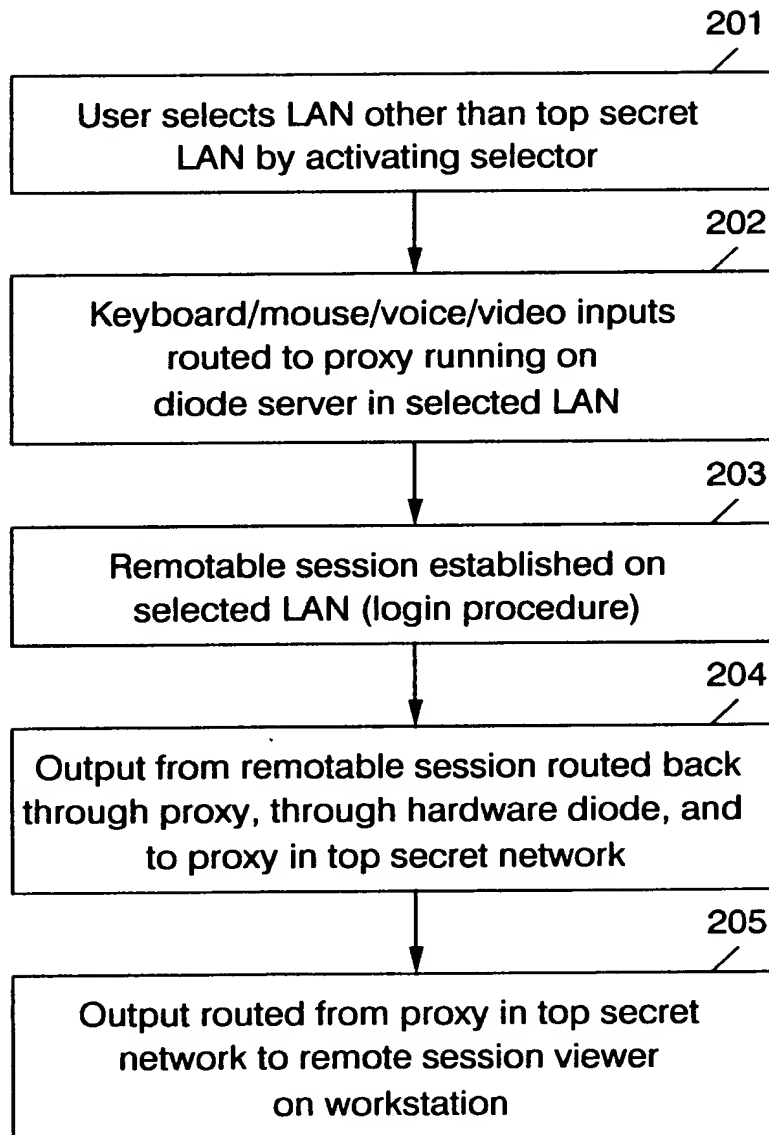 201
User selects LAN other than top secret
LAN by activating selector
202
Keyboard/mouse/voice/video inputs
routed to proxy running on
diode server in selected LAN
203
Remotable session established on
selected LAN (login procedure)
204
Output from remotable session routed back
through proxy, through hardware diode, and
to proxy in top secret network
205
Output routed from proxy in top secret
network to remote session viewer
on workstation